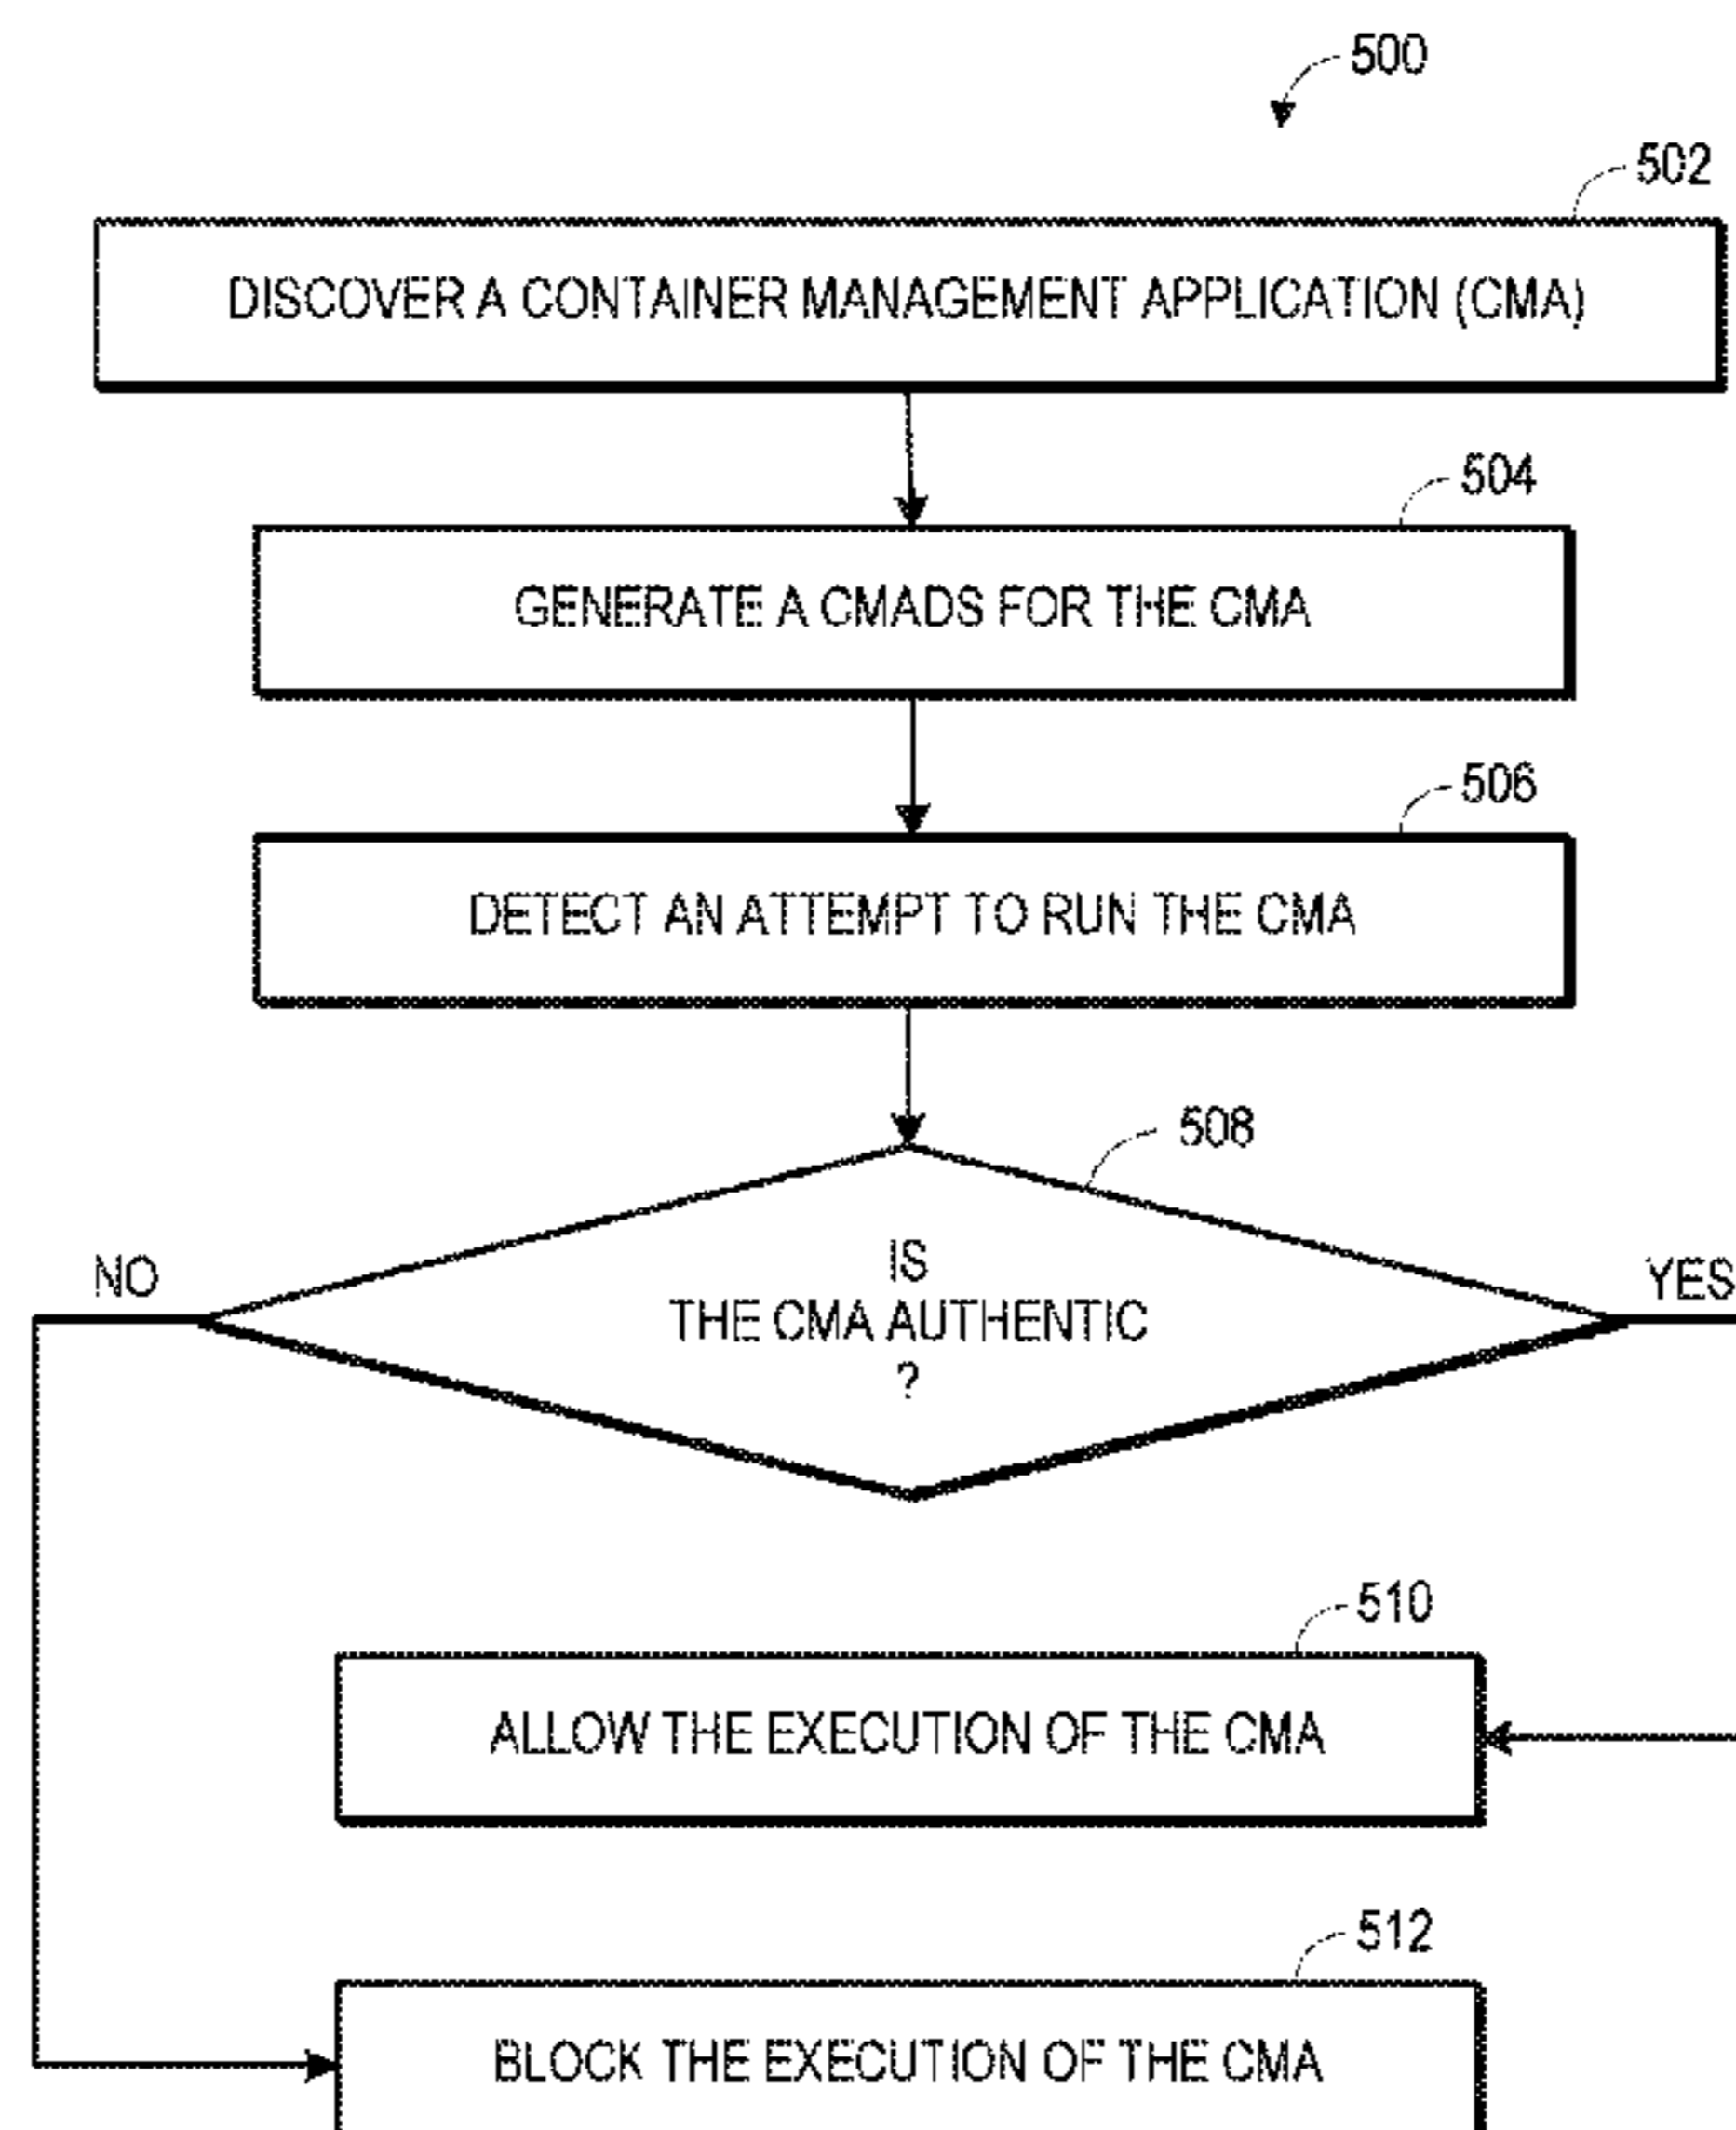 500
502
DISCOVER A CONTAINER MANAGEMENT APPLICATION (CMA)
504
GENERATE A CMADS FOR THE CMA
506
DETECT AN ATTEMPT TO RUN THE CMA
508
NO
YES
IS
THE CMA AUTHENTIC
?
510
ALLOW THE EXECUTION OF THE CMA
512
BLOCK THE EXECUTION OF THE CMA